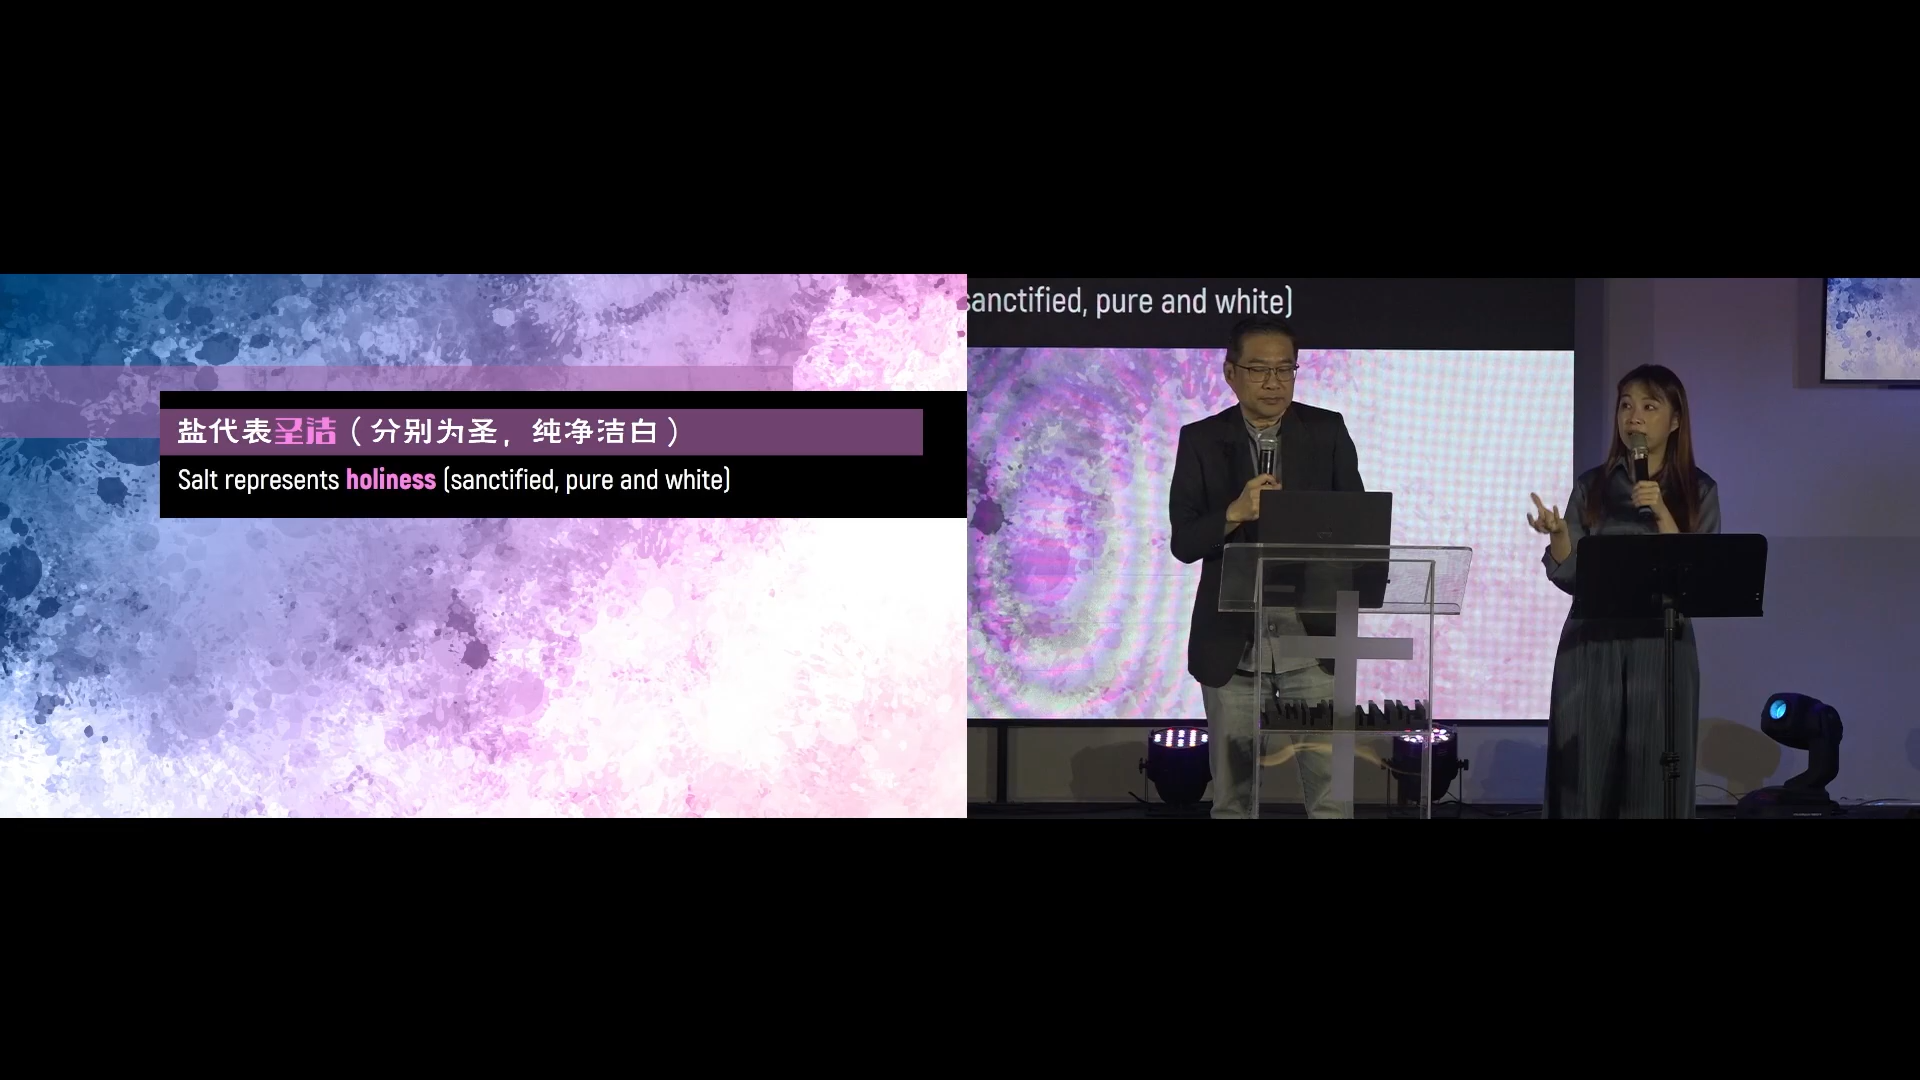 盐代表圣洁（分别为圣，纯净洁白）
Salt represents holiness (sanctified, pure and white)
sanctified, pure and white)